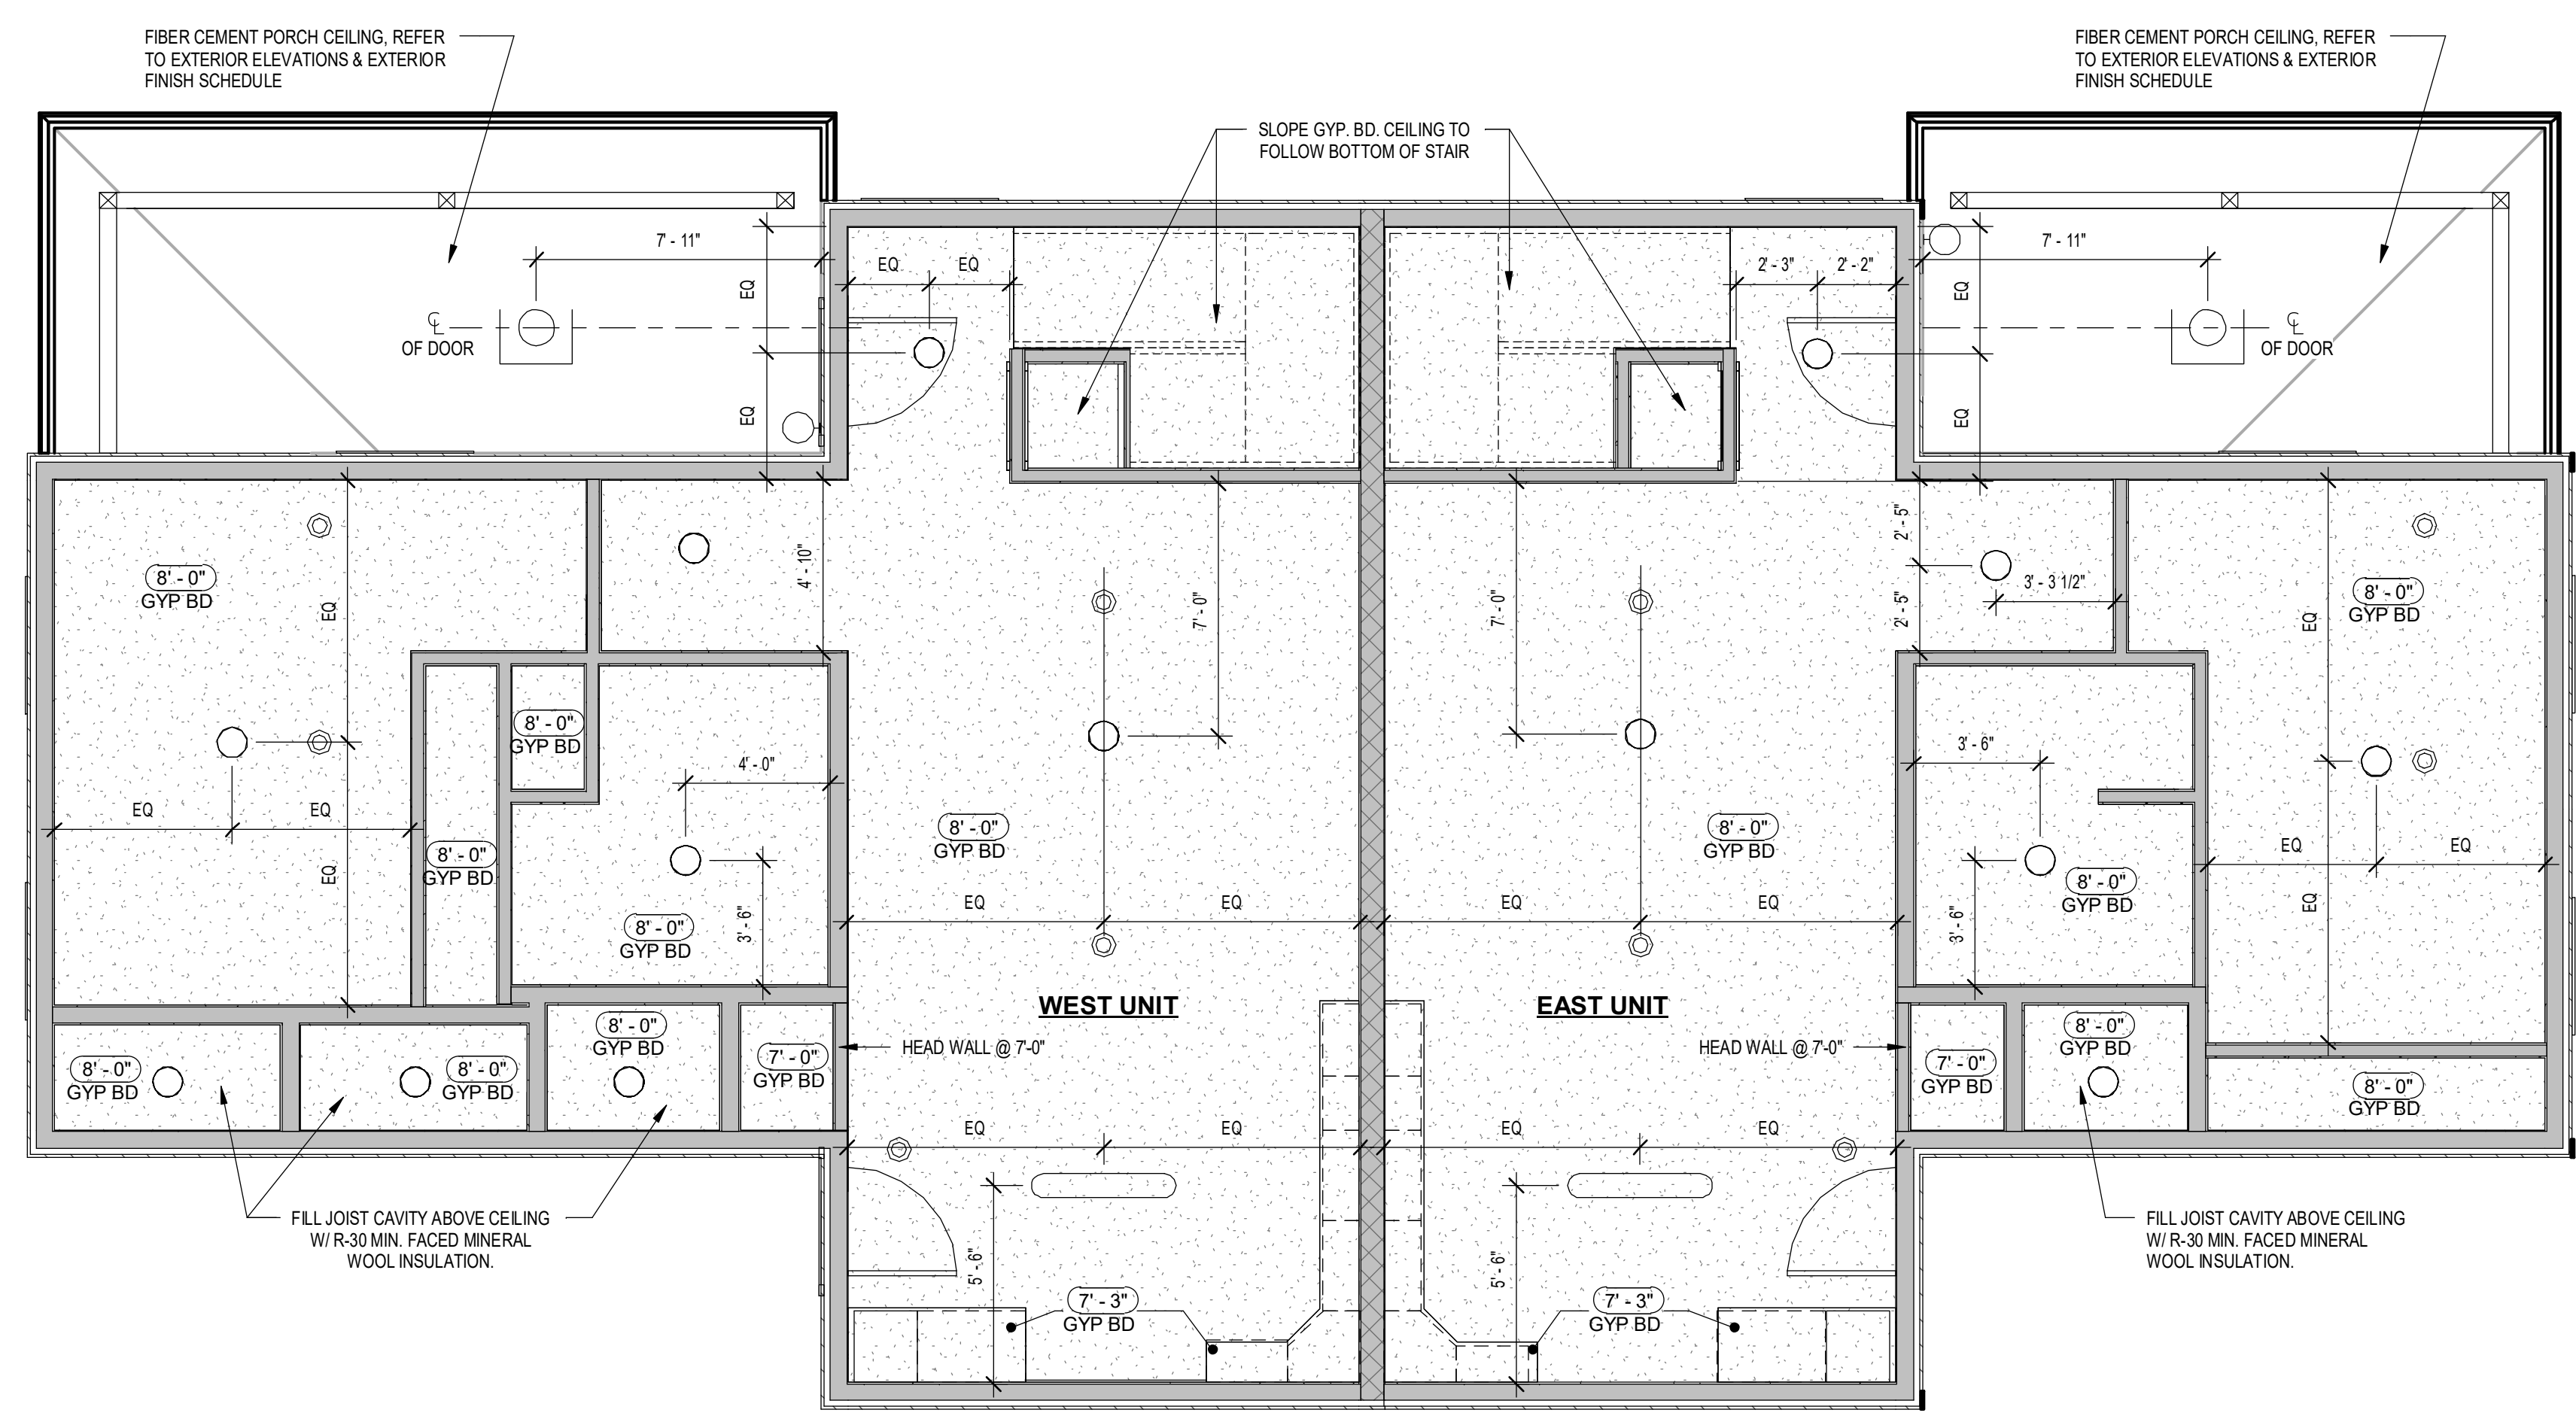 FIBER CEMENT PORCH CEILING, REFER
TO EXTERIOR ELEVATIONS & EXTERIOR
FINISH SCHEDULE
FIBER CEMENT PORCH CEILING, REFER
TO EXTERIOR ELEVATIONS & EXTERIOR
FINISH SCHEDULE
SLOPE GYP. BD. CEILING TO
FOLLOW BOTTOM OF STAIR
7' - 11"
EQ
EQ
EQ
EQ
℄
OF DOOR
2' - 3"
2' - 2"
7' - 11"
EQ
EQ
℄
OF DOOR
8' - 0"
GYP BD
EQ
EQ
EQ
EQ
4' - 10"
7' - 0"
7' - 0"
2' - 5"
2' - 5"
3' - 3 1/2"
8' - 0"
GYP BD
EQ
EQ
EQ
EQ
8' - 0"
GYP BD
8' - 0"
GYP BD
4' - 0"
3' - 6"
8' - 0"
GYP BD
8' - 0"
GYP BD
8' - 0"
GYP BD
3' - 6"
3' - 6"
8' - 0"
GYP BD
EQ
EQ
EQ
EQ
WEST UNIT
EAST UNIT
8' - 0"
GYP BD
8' - 0"
GYP BD
8' - 0"
GYP BD
7' - 0"
GYP BD
HEAD WALL @ 7'-0"
HEAD WALL @ 7'-0"
7' - 0"
GYP BD
8' - 0"
GYP BD
8' - 0"
GYP BD
EQ
EQ
EQ
EQ
FILL JOIST CAVITY ABOVE CEILING
W/ R-30 MIN. FACED MINERAL
WOOL INSULATION.
5' - 6"
5' - 6"
7' - 3"
GYP BD
7' - 3"
GYP BD
FILL JOIST CAVITY ABOVE CEILING
W/ R-30 MIN. FACED MINERAL
WOOL INSULATION.